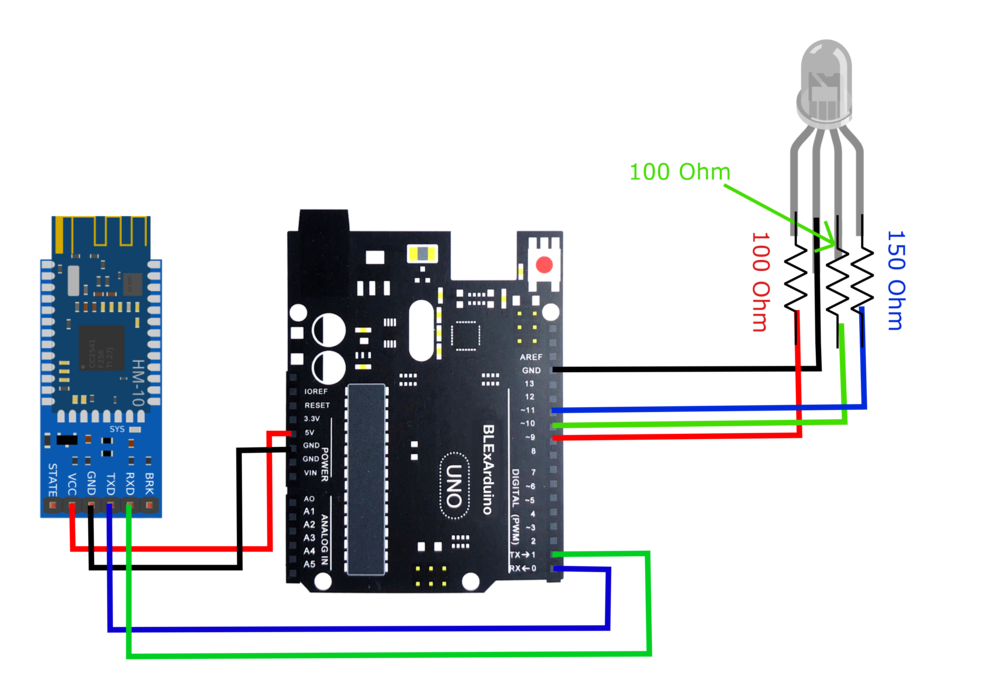 100 Ohm
100 Ohm
150 Ohm
HM-10
SYS
STATE
VCC
GND
TXD
RXD
BRK
IOREF
RESET
3.3V
5V
GND
GND
VIN
POWER
AO
A1
A2
A3
A4
A5
ANALOG IN
UNO
BLExArduino
DIGITAL (PWM)
AREF
GND
13
12
~11
~10
~9
8
7
~6
~5
4
~3
2
TX→1
RX←0